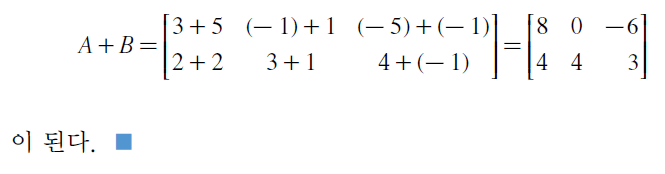 A+B = [3+5 (-1)+1 (-5)+(-1)] = [8 0 -6]
[2+2 3+1 4+(-1)] [4 4 3]
이 된다.